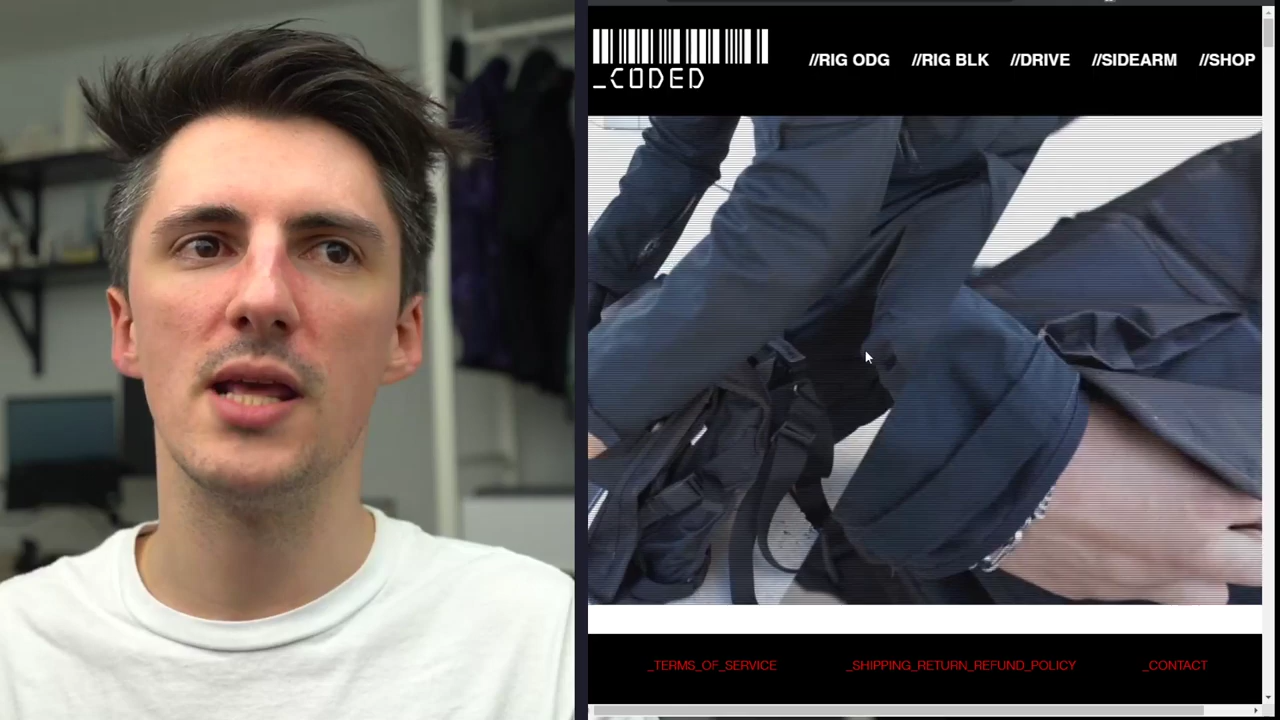 _CODED
//RIG ODG //RIG BLK //DRIVE //SIDEARM //SHOP
_TERMS_OF_SERVICE _SHIPPING_RETURN_REFUND_POLICY _CONTACT